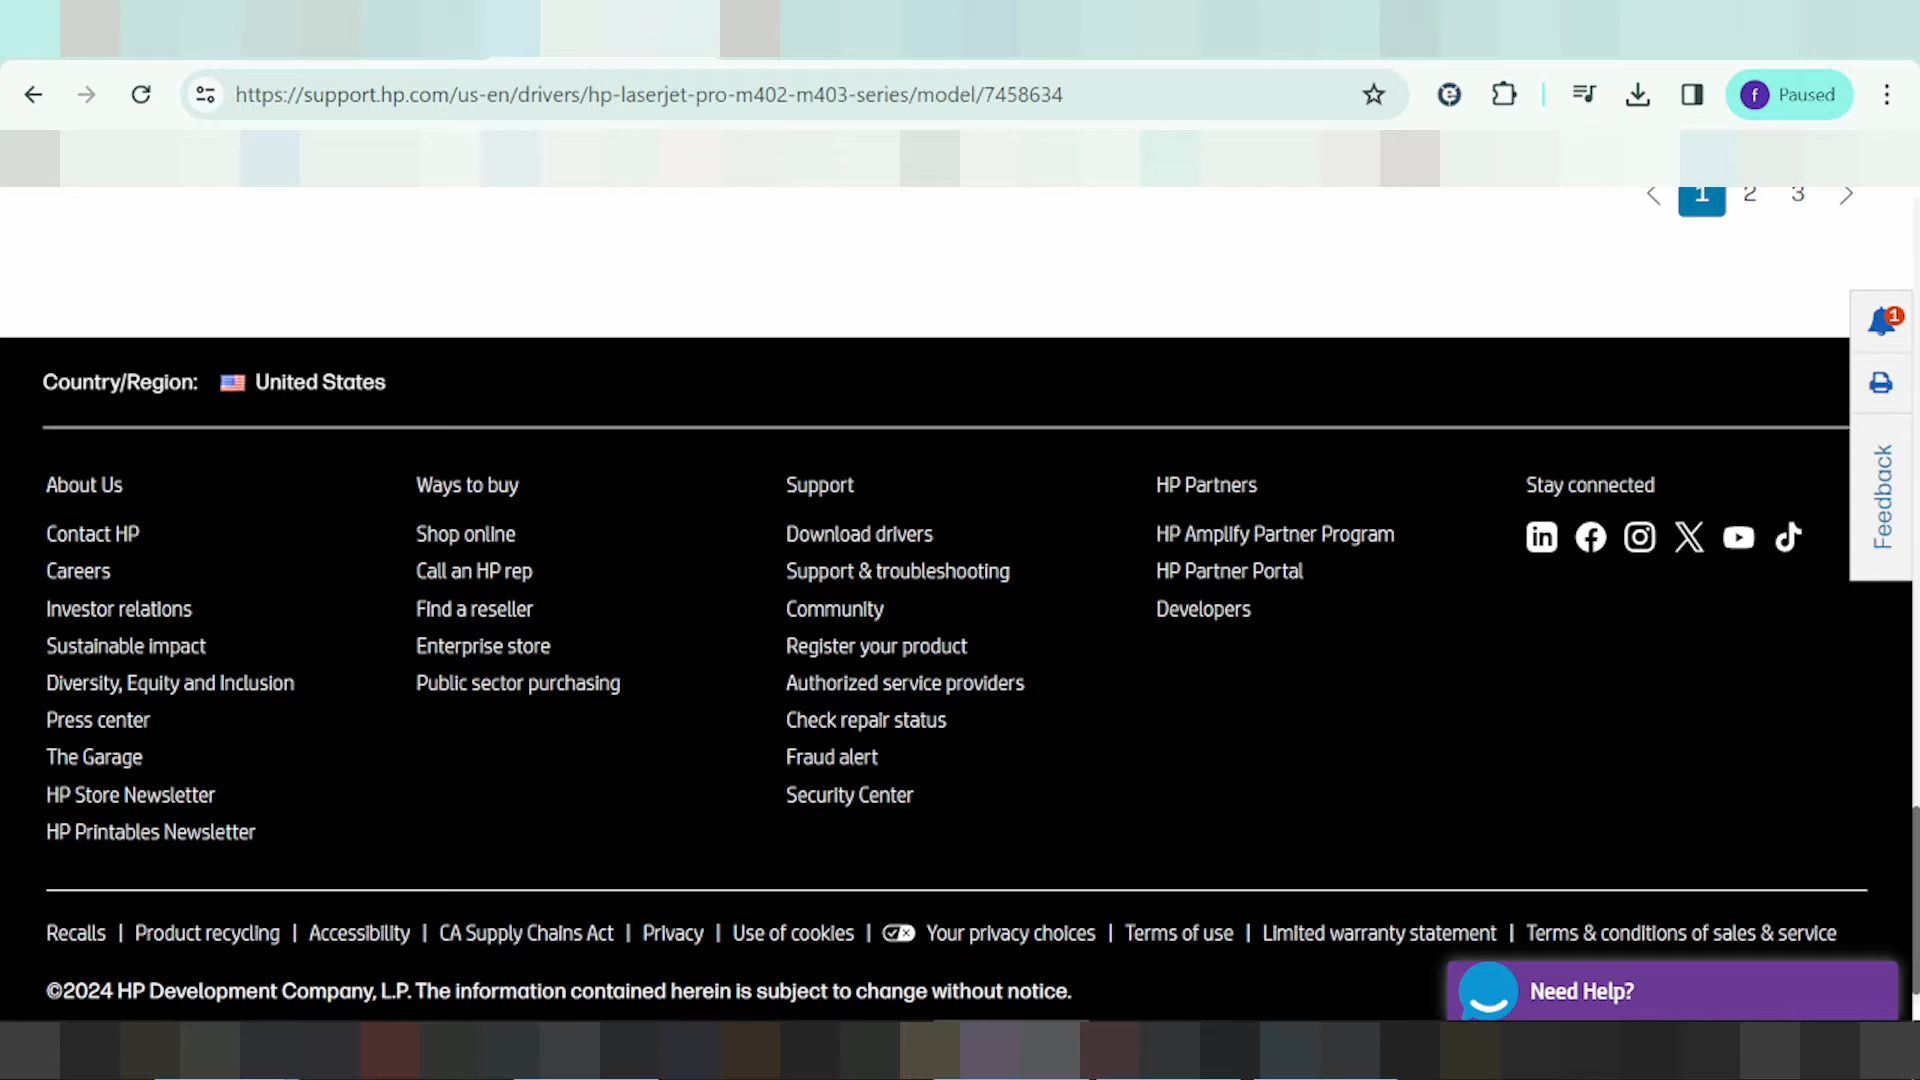 https://support.hp.com/us-en/drivers/hp-laserjet-pro-m402-m403-series/model/7458634
f Paused
1 2 3
1
Country/Region: United States
Feedback
About Us
Contact HP
Careers
Investor relations
Sustainable impact
Diversity, Equity and Inclusion
Press center
The Garage
HP Store Newsletter
HP Printables Newsletter
Ways to buy
Shop online
Call an HP rep
Find a reseller
Enterprise store
Public sector purchasing
Support
Download drivers
Support & troubleshooting
Community
Register your product
Authorized service providers
Check repair status
Fraud alert
Security Center
HP Partners
HP Amplify Partner Program
HP Partner Portal
Developers
Stay connected
Recalls | Product recycling | Accessibility | CA Supply Chains Act | Privacy | Use of cookies | Your privacy choices | Terms of use | Limited warranty statement | Terms & conditions of sales & service
©2024 HP Development Company, L.P. The information contained herein is subject to change without notice.
Need Help?